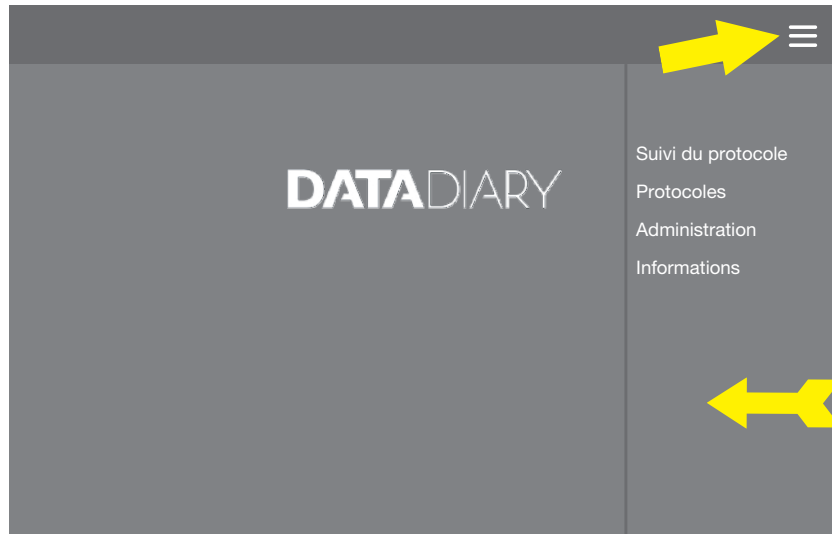 DATADIARY
Suivi du protocole
Protocoles
Administration
Informations